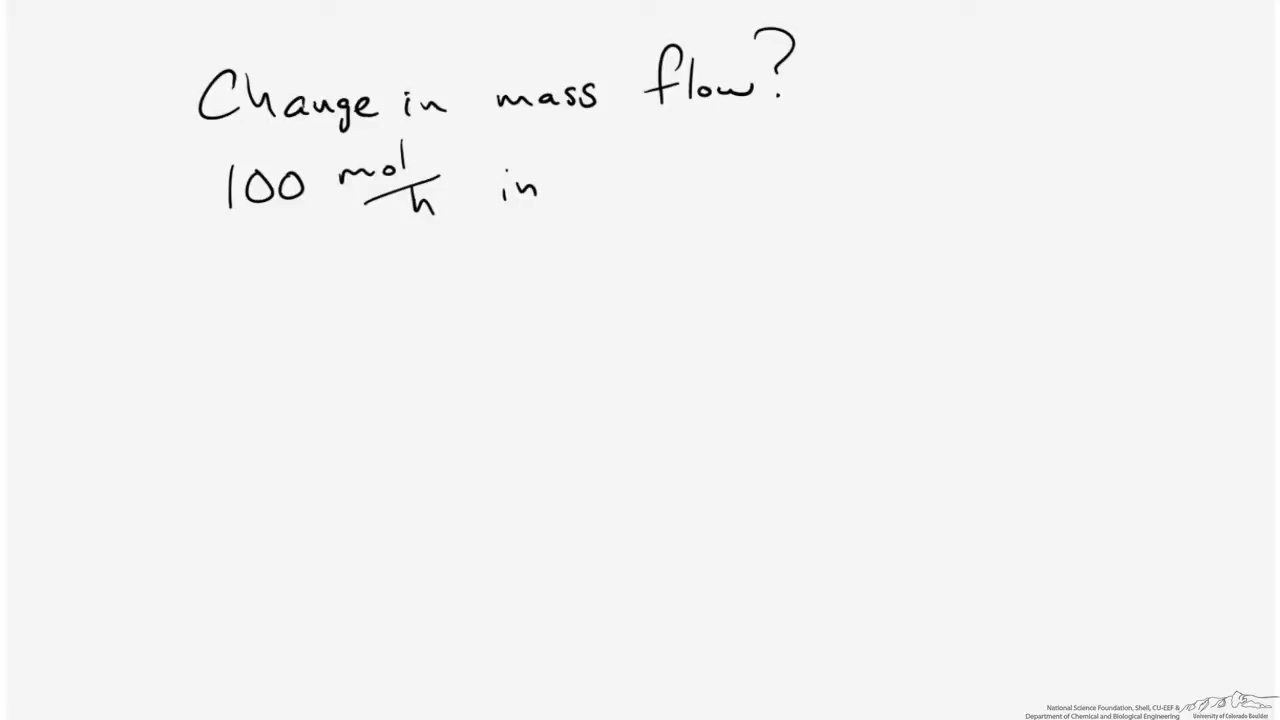 Change in mass flow?
100 mol/h in
National Science Foundation, Shell, CU-EEF &
Department of Chemical and Biological Engineering
University of Colorado Boulder